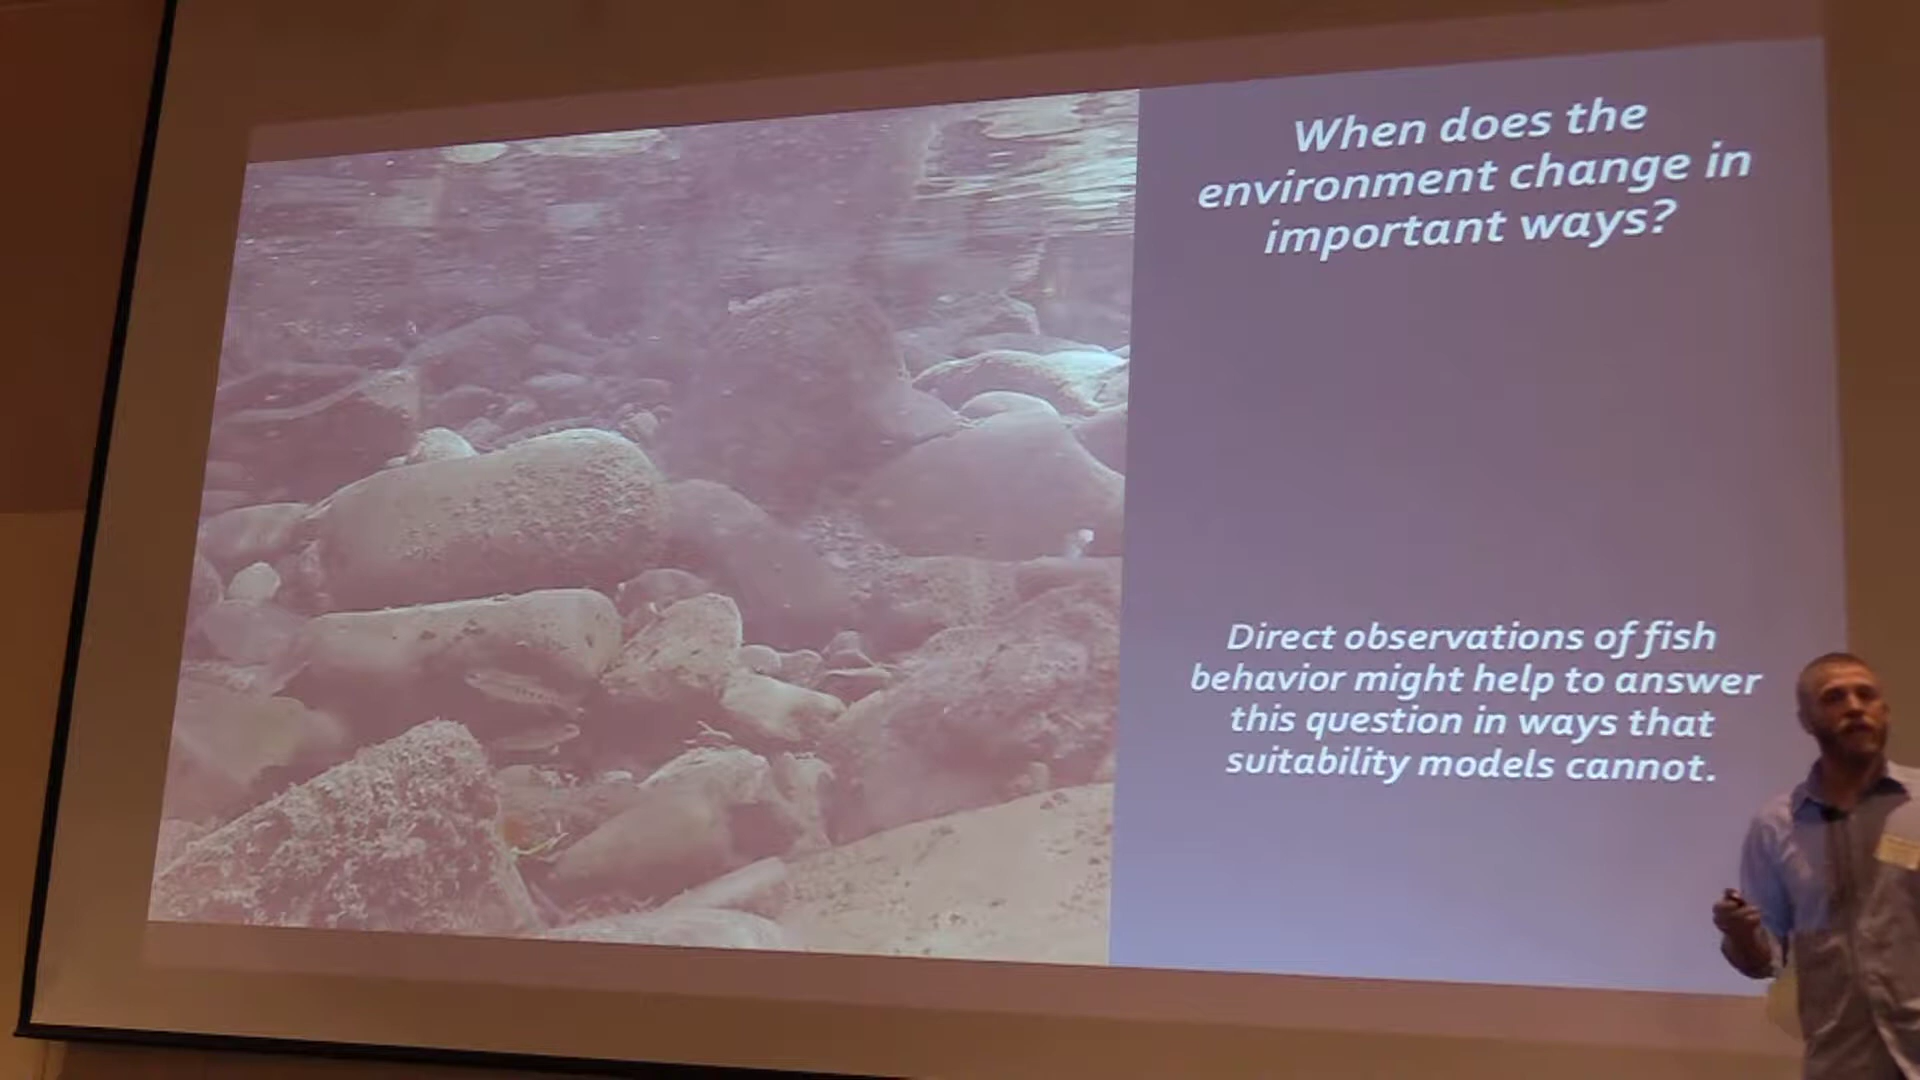 When does the
environment change in
important ways?
Direct observations of fish
behavior might help to answer
this question in ways that
suitability models cannot.